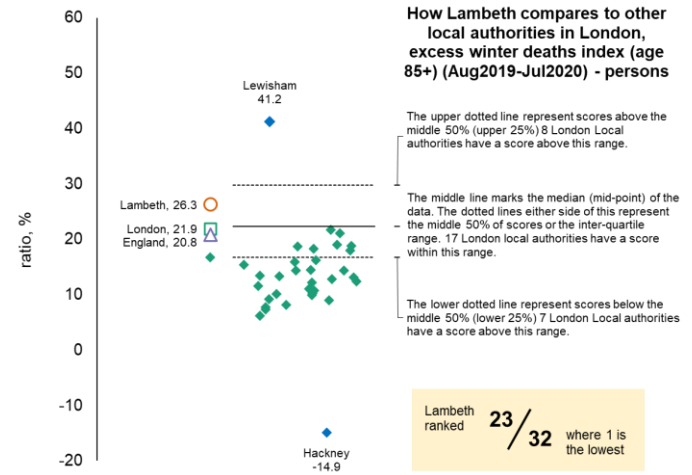 How Lambeth compares to other
local authorities in London,
excess winter deaths index (age
85+) (Aug2019-Jul2020) - persons
ratio, %
60
50
40
30
20
10
0
-10
-20
Lewisham
41.2
Lambeth, 26.3
London, 21.9
England, 20.8
Hackney
-14.9
The upper dotted line represent scores above the
middle 50% (upper 25%) 8 London Local
authorities have a score above this range.
The middle line marks the median (mid-point) of the
data. The dotted lines either side of this represent
the middle 50% of scores or the inter-quartile
range. 17 London local authorities have a score
within this range.
The lower dotted line represent scores below the
middle 50% (lower 25%) 7 London Local authorities
have a score above this range.
Lambeth
ranked
23/32
where 1 is
the lowest